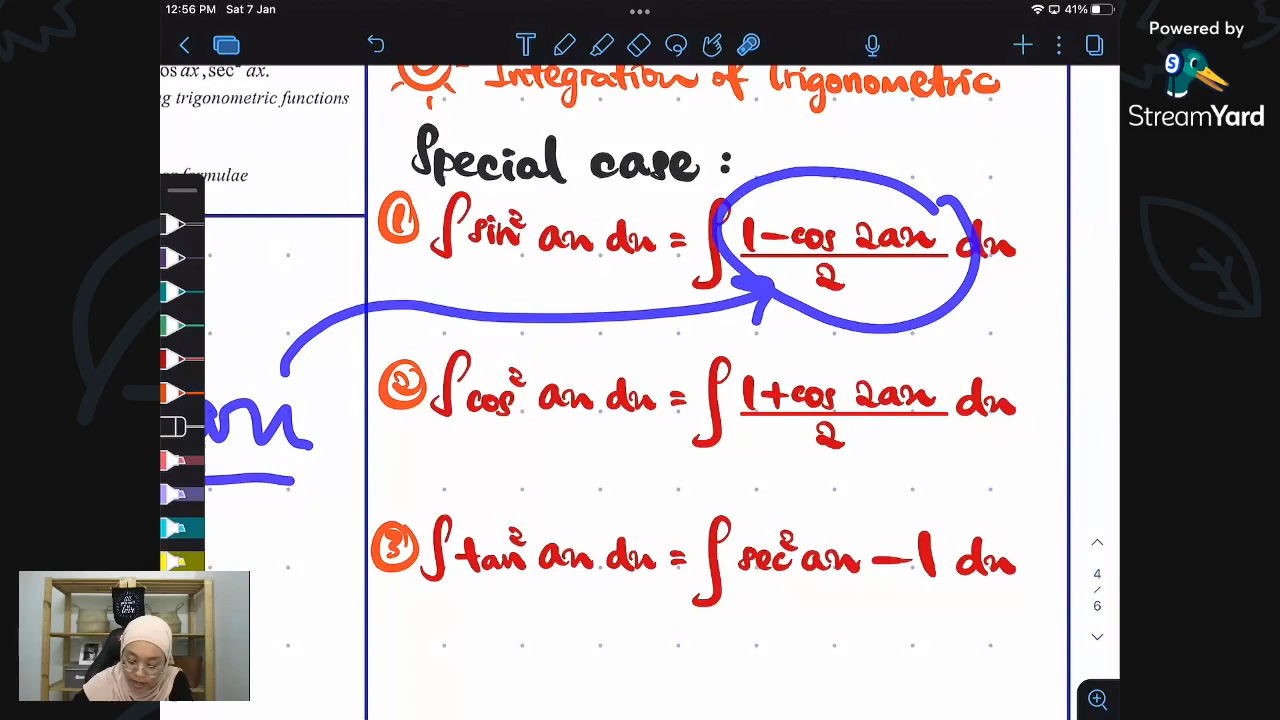 12:56 PM Sat 7 Jan
41%
Powered by
StreamYard
os ax, sec² ax.
g trigonometric functions
formulae
Integration of Trigonometric
Special case :
① ∫ sin² ax dx = ∫ 1 − cos 2ax / 2 dx
② ∫ cos² ax dx = ∫ 1 + cos 2ax / 2 dx
③ ∫ tan² ax dx = ∫ sec² ax − 1 dx
4
/
6